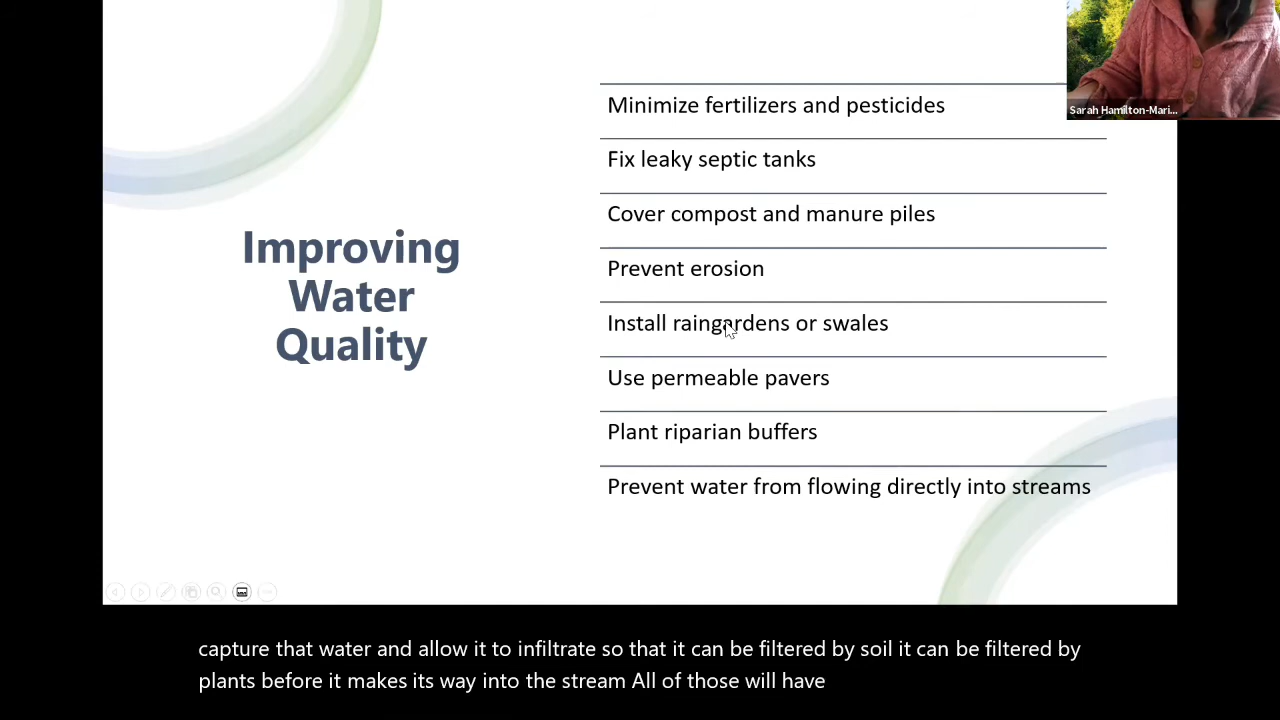 Improving
Water
Quality
Minimize fertilizers and pesticides
Fix leaky septic tanks
Cover compost and manure piles
Prevent erosion
Install raingardens or swales
Use permeable pavers
Plant riparian buffers
Prevent water from flowing directly into streams
Sarah Hamilton-Mari...
capture that water and allow it to infiltrate so that it can be filtered by soil it can be filtered by
plants before it makes its way into the stream All of those will have